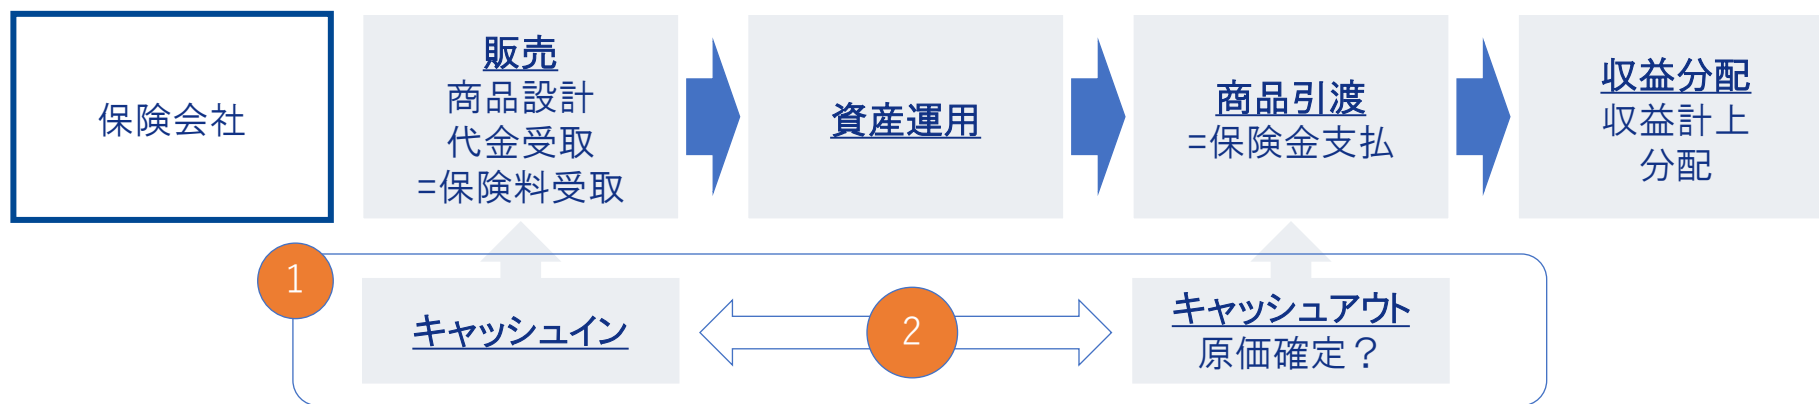 保険会社
販売
商品設計
代金受取
=保険料受取
資産運用
商品引渡
=保険金支払
収益分配
収益計上
分配
1
キャッシュイン
2
キャッシュアウト
原価確定？